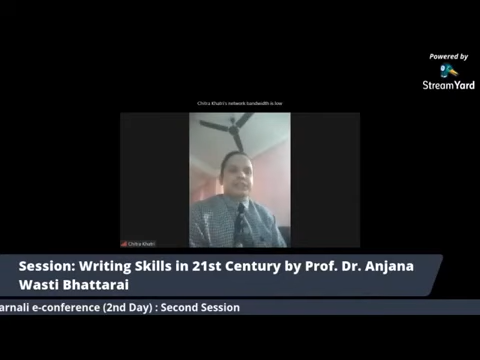 Powered by
StreamYard
Chitra Khatri's network bandwidth is low
Chitra Khatri
Session: Writing Skills in 21st Century by Prof. Dr. Anjana
Wasti Bhattarai
arnali e-conference (2nd Day) : Second Session